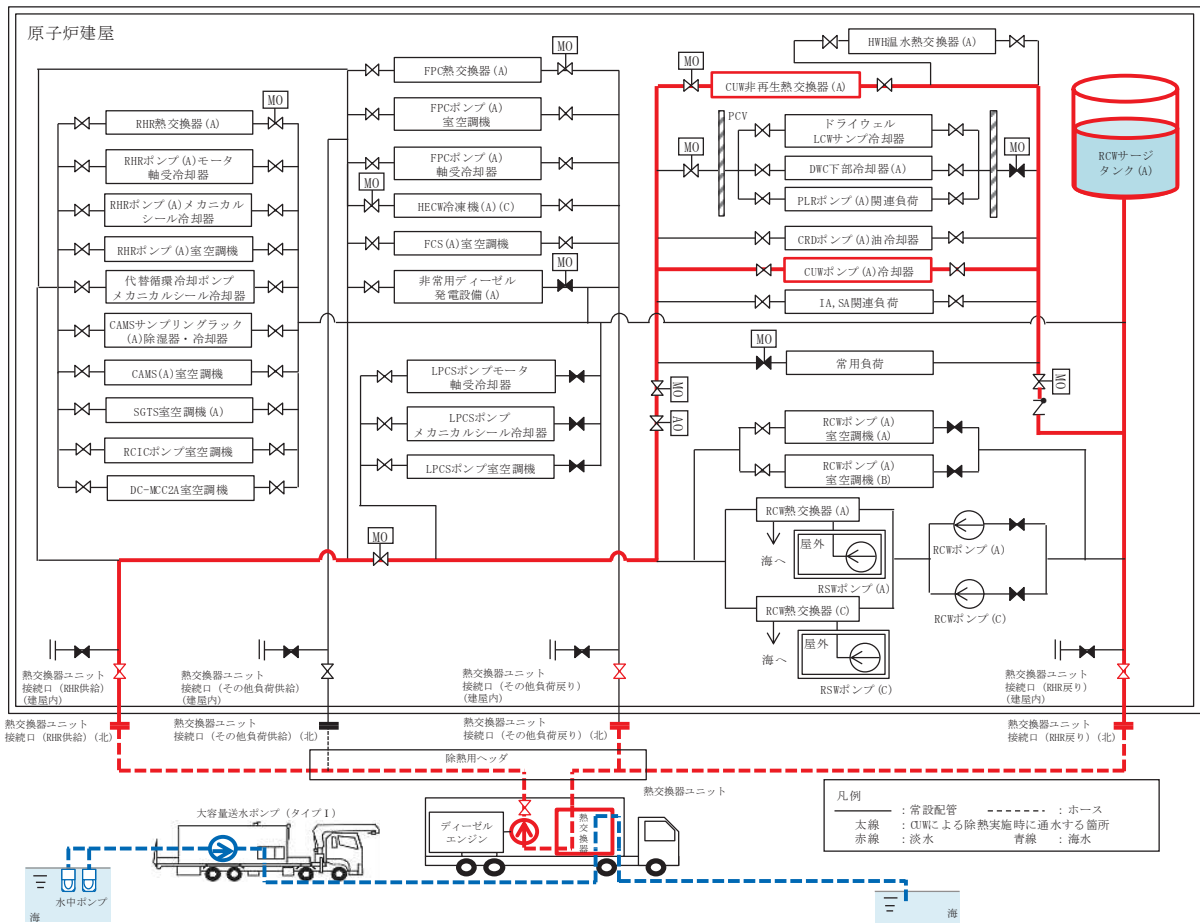 原子炉建屋
MO
RHR熱交換器(A)
RHRポンプ(A)モータ
軸受冷却器
RHRポンプ(A)メカニカル
シール冷却器
RHRポンプ(A)室空調機
代替循環冷却ポンプ
メカニカルシール冷却器
CAMSサンプリングラック
(A)除湿器・冷却器
CAMS(A)室空調機
SGTS室空調機(A)
RCICポンプ室空調機
DC-MCC2A室空調機
MO
FPC熱交換器(A)
FPCポンプ(A)
室空調機
FPCポンプ(A)
軸受冷却器
MO
HECW冷凍機(A)(C)
FCS(A)室空調機
MO
非常用ディーゼル
発電設備(A)
LPCSポンプモータ
軸受冷却器
LPCSポンプ
メカニカルシール冷却器
LPCSポンプ室空調機
MO
HWH温水熱交換器(A)
MO
CUW非再生熱交換器(A)
PCV
MO
ドライウェル
LCWサンプ冷却器
DWC下部冷却器(A)
PLRポンプ(A)関連負荷
MO
CRDポンプ(A)油冷却器
CUWポンプ(A)冷却器
IA,SA関連負荷
MO
常用負荷
MO
AO
MO
RCWサージ
タンク(A)
RCWポンプ(A)
室空調機(A)
RCWポンプ(A)
室空調機(B)
RCW熱交換器(A)
海へ
屋外
RSWポンプ(A)
RCW熱交換器(C)
海へ
屋外
RSWポンプ(C)
RCWポンプ(A)
RCWポンプ(C)
熱交換器ユニット
接続口(RHR供給)
(建屋内)
熱交換器ユニット
接続口(その他負荷供給)
(建屋内)
熱交換器ユニット
接続口(その他負荷戻り)
(建屋内)
熱交換器ユニット
接続口(RHR戻り)
(建屋内)
熱交換器ユニット
接続口(RHR供給)(北)
熱交換器ユニット
接続口(その他負荷供給)(北)
熱交換器ユニット
接続口(その他負荷戻り)(北)
熱交換器ユニット
接続口(RHR戻り)(北)
除熱用ヘッダ
熱交換器ユニット
大容量送水ポンプ(タイプⅠ)
ディーゼル
エンジン
熱交換器
水中ポンプ
海
海
凡例
:常設配管 :ホース
太線 :CUWによる除熱実施時に通水する箇所
赤線 :淡水 青線 :海水